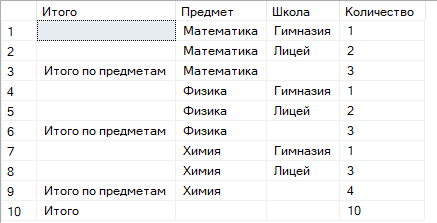 Итого Предмет Школа Количество
1 Математика Гимназия 1
2 Математика Лицей 2
3 Итого по предметам Математика 3
4 Физика Гимназия 1
5 Физика Лицей 2
6 Итого по предметам Физика 3
7 Химия Гимназия 1
8 Химия Лицей 3
9 Итого по предметам Химия 4
10 Итого 10